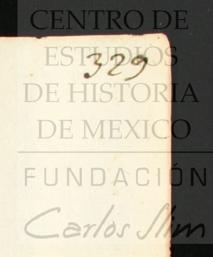 CENTRO DE
ESTUDIOS
329
DE HISTORIA
DE MEXICO
FUNDACIÓN
Carlos Slim